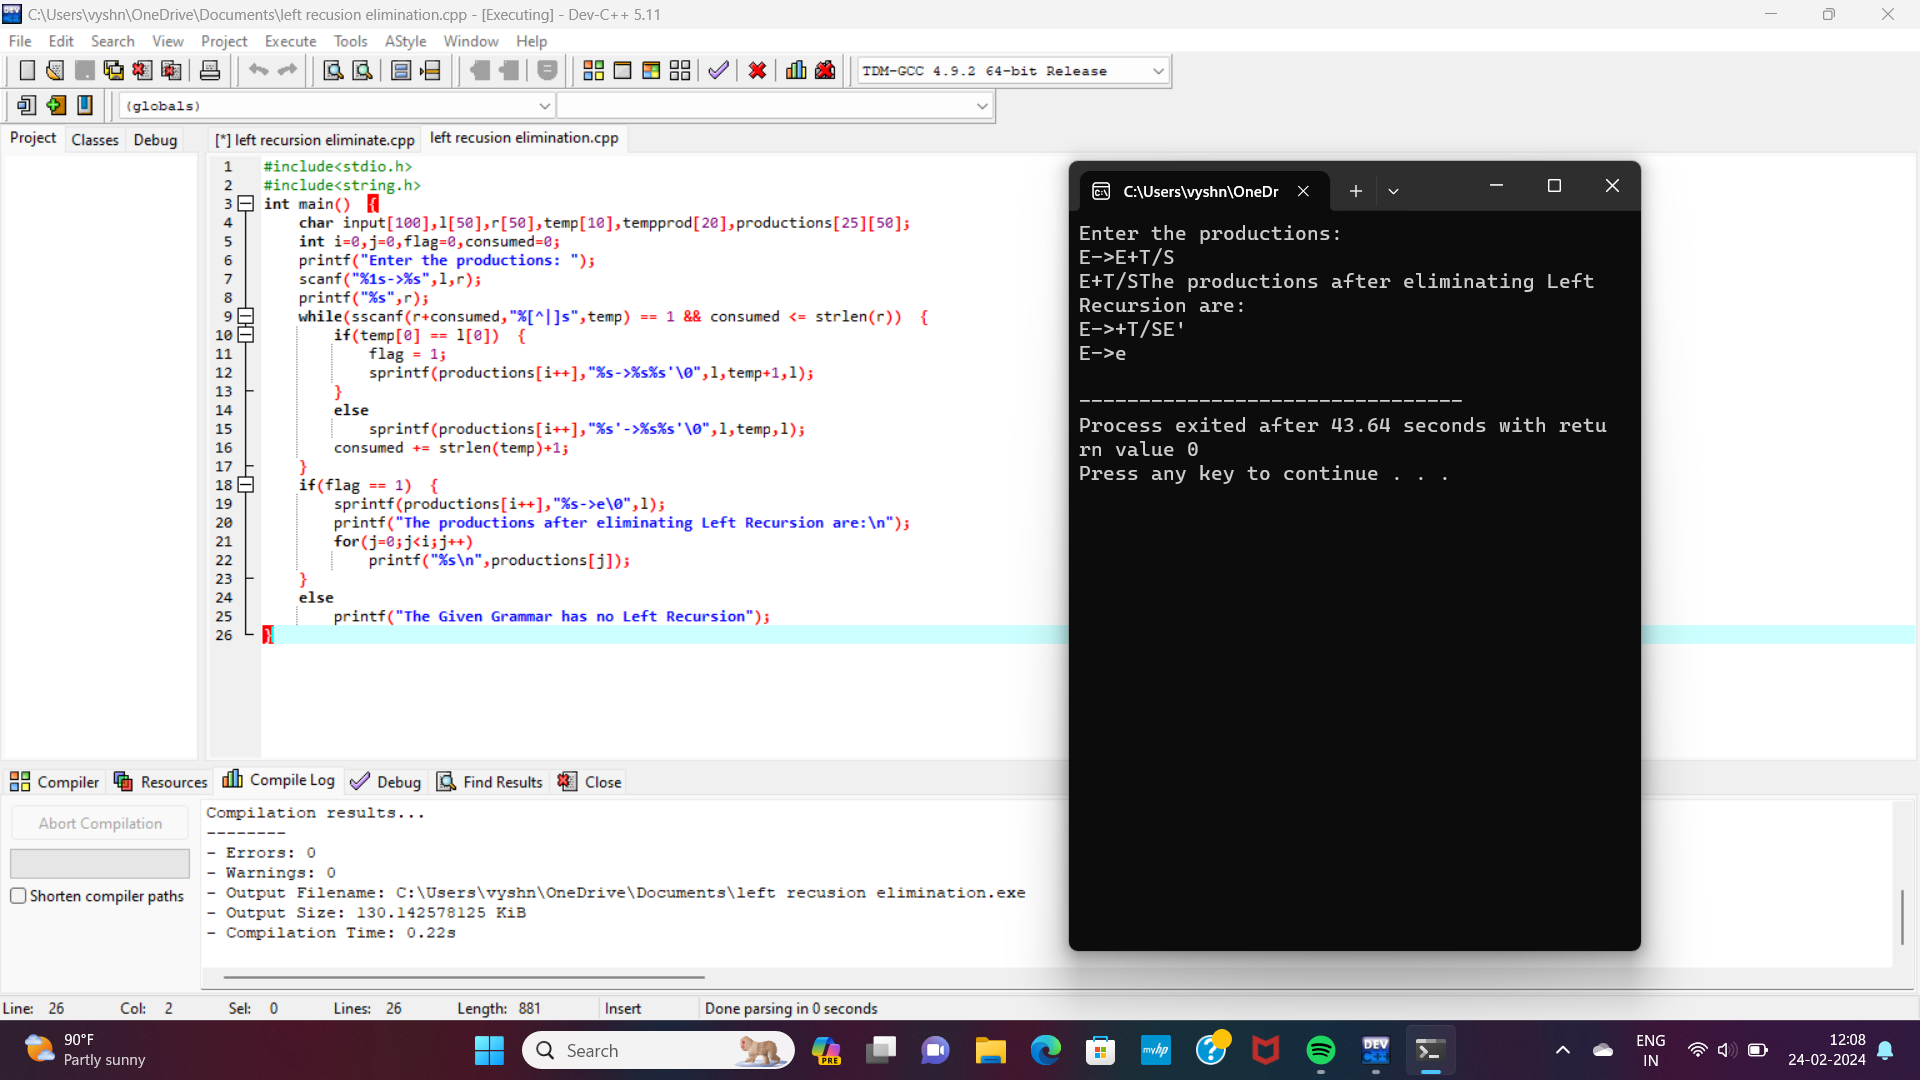 C:\Users\vyshn\OneDrive\Documents\left recusion elimination.cpp - [Executing] - Dev-C++ 5.11
File Edit Search View Project Execute Tools AStyle Window Help
TDM-GCC 4.9.2 64-bit Release
(globals)
Project Classes Debug [*] left recursion eliminate.cpp left recusion elimination.cpp
1 #include<stdio.h>
2 #include<string.h>
3 int main() {
4 char input[100],l[50],r[50],temp[10],tempprod[20],productions[25][50];
5 int i=0,j=0,flag=0,consumed=0;
6 printf("Enter the productions: ");
7 scanf("%1s->%s",l,r);
8 printf("%s",r);
9 while(sscanf(r+consumed,"%[^|]s",temp) == 1 && consumed <= strlen(r)) {
10 if(temp[0] == l[0]) {
11 flag = 1;
12 sprintf(productions[i++],"%s->%s%s'\0",l,temp+1,l);
13 }
14 else
15 sprintf(productions[i++],"%s'->%s%s'\0",l,temp,l);
16 consumed += strlen(temp)+1;
17 }
18 if(flag == 1) {
19 sprintf(productions[i++],"%s->e\0",l);
20 printf("The productions after eliminating Left Recursion are:\n");
21 for(j=0;j<i;j++)
22 printf("%s\n",productions[j]);
23 }
24 else
25 printf("The Given Grammar has no Left Recursion");
26 }
C:\Users\vyshn\OneDr
Enter the productions:
E->E+T/S
E+T/SThe productions after eliminating Left
Recursion are:
E->+T/SE'
E->e
--------------------------------
Process exited after 43.64 seconds with retu
rn value 0
Press any key to continue . . .
Compiler Resources Compile Log Debug Find Results Close
Abort Compilation
Shorten compiler paths
Compilation results...
--------
- Errors: 0
- Warnings: 0
- Output Filename: C:\Users\vyshn\OneDrive\Documents\left recusion elimination.exe
- Output Size: 130.142578125 KiB
- Compilation Time: 0.22s
Line: 26 Col: 2 Sel: 0 Lines: 26 Length: 881 Insert Done parsing in 0 seconds
90°F
Partly sunny
Search
PRE
myhp
DEV
C++
ENG
IN
12:08
24-02-2024